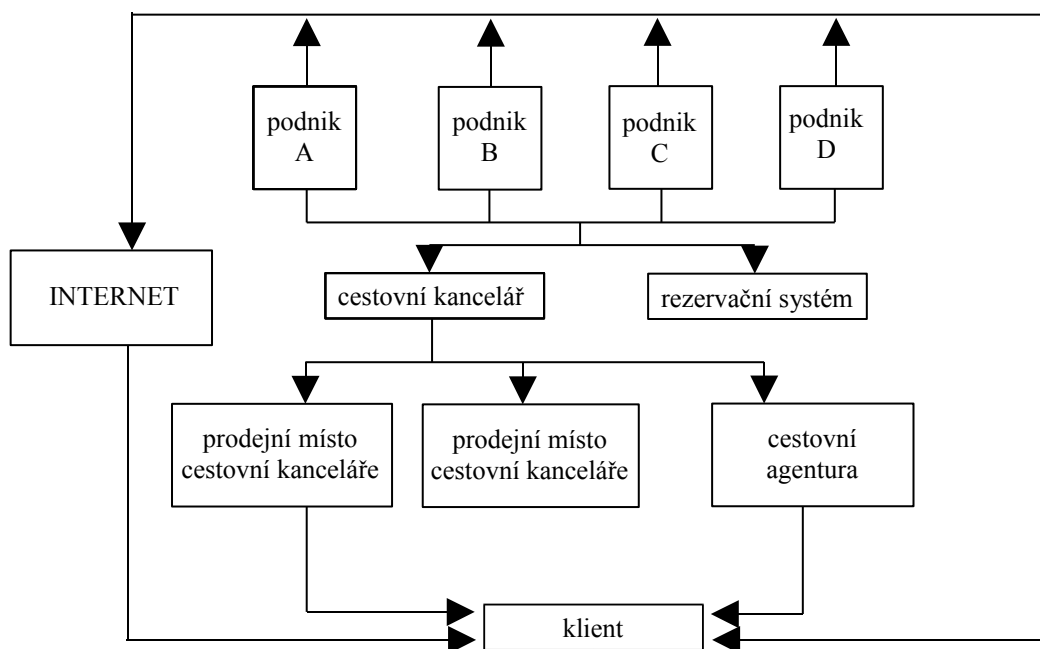 podnik
A
podnik
B
podnik
C
podnik
D
INTERNET
cestovní kancelář
rezervační systém
prodejní místo
cestovní kanceláře
prodejní místo
cestovní kanceláře
cestovní
agentura
klient